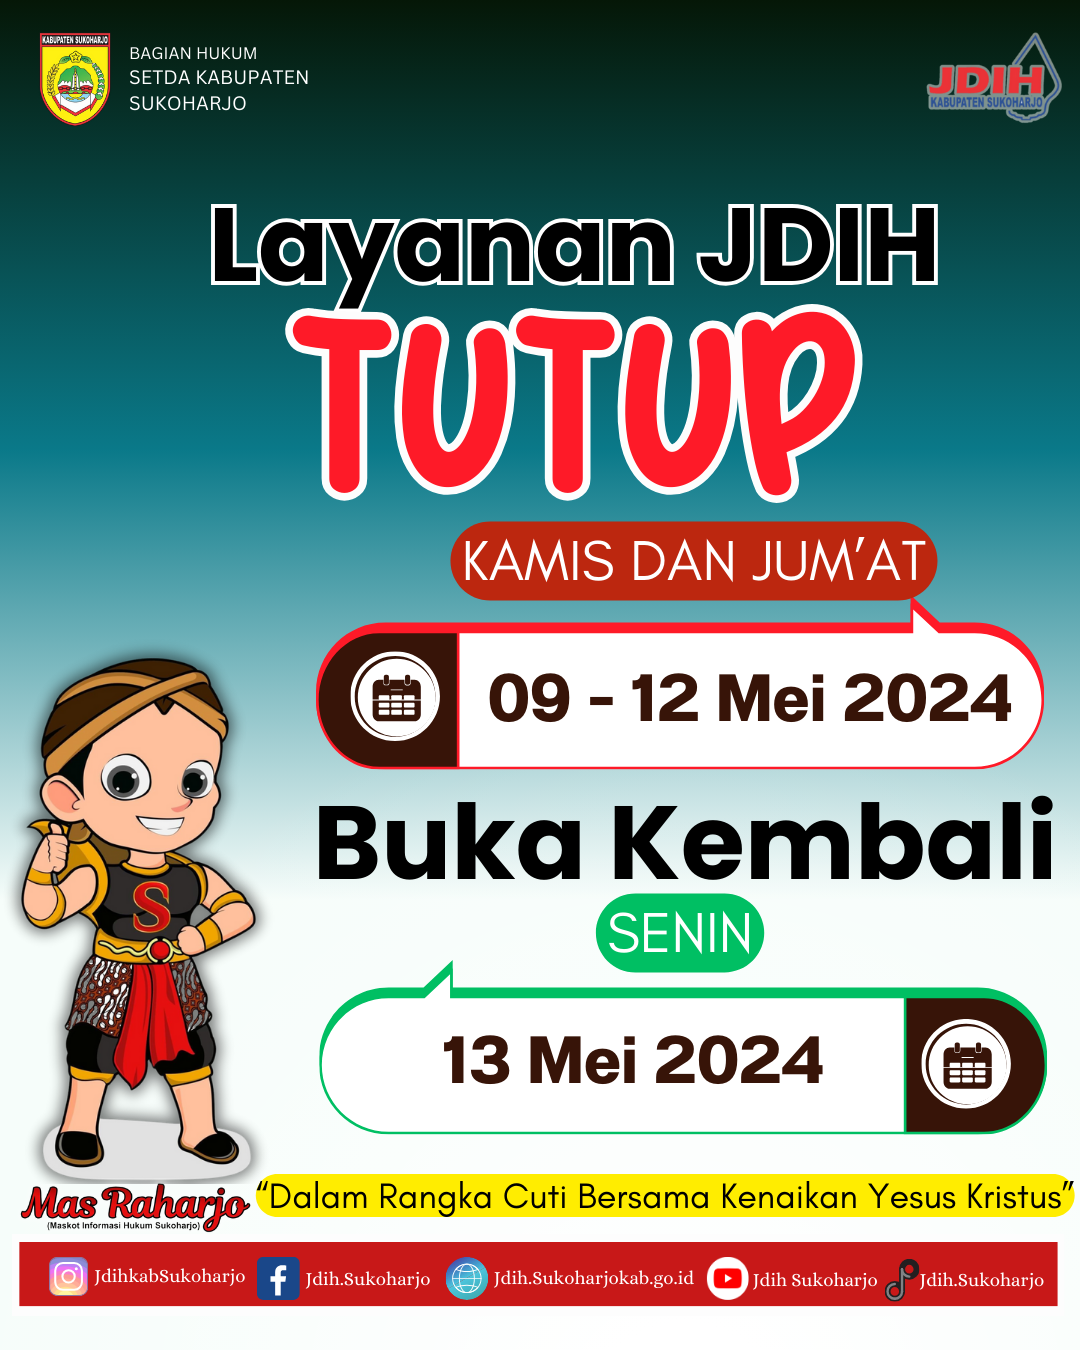 KABUPATEN SUKOHARJO
BAGIAN HUKUM
SETDA KABUPATEN
SUKOHARJO
JDIH
KABUPATEN SUKOHARJO
Layanan JDIH
TUTUP
KAMIS DAN JUM'AT
09 - 12 Mei 2024
Buka Kembali
SENIN
13 Mei 2024
S
Mas Raharjo
(Maskot Informasi Hukum Sukoharjo)
“Dalam Rangka Cuti Bersama Kenaikan Yesus Kristus”
JdihkabSukoharjo
Jdih.Sukoharjo
Jdih.Sukoharjokab.go.id
Jdih Sukoharjo
Jdih.Sukoharjo